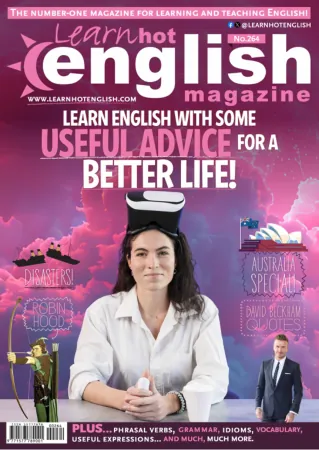 The number-one magazine for learning and teaching English!
@LEARNHOTENGLISH
Learn hot
No.264
english
magazine
www.learnhotenglish.com
LEARN ENGLISH WITH SOME
USEFUL ADVICE FOR A
BETTER LIFE!
DISASTERS!
ROBIN
HOOD
AUSTRALIA
SPECIAL!
DAVID BECKHAM
QUOTES
PLUS... PHRASAL VERBS, GRAMMAR, IDIOMS, VOCABULARY,
USEFUL EXPRESSIONS... AND MUCH, MUCH MORE.